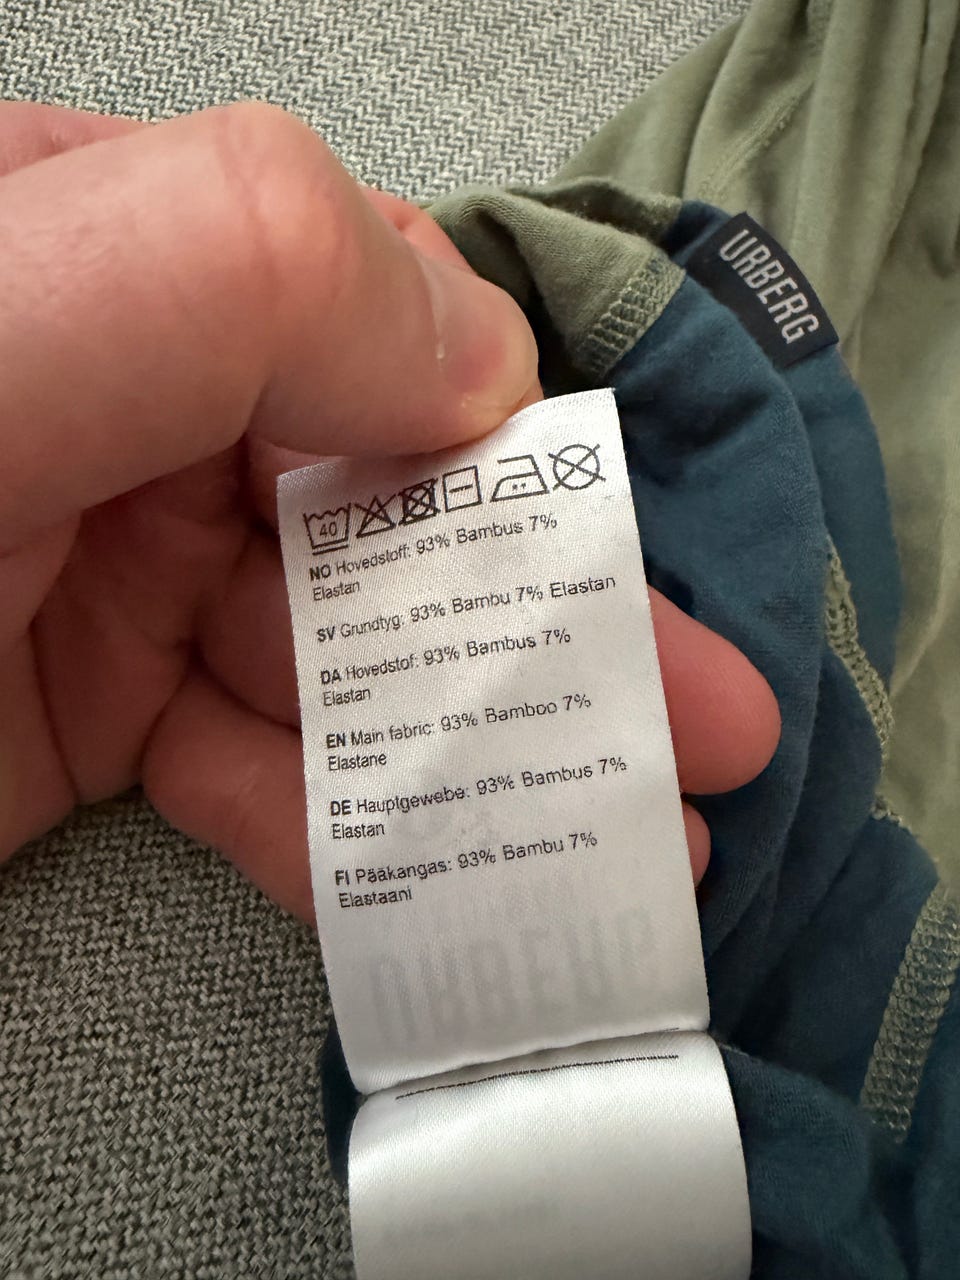 URBERG
40
NO Hovedstoff: 93% Bambus 7%
Elastan
SV Grundtyg: 93% Bambu 7% Elastan
DA Hovedstof: 93% Bambus 7%
Elastan
EN Main fabric: 93% Bamboo 7%
Elastane
DE Hauptgewebe: 93% Bambus 7%
Elastan
FI Pääkangas: 93% Bambu 7%
Elastaani